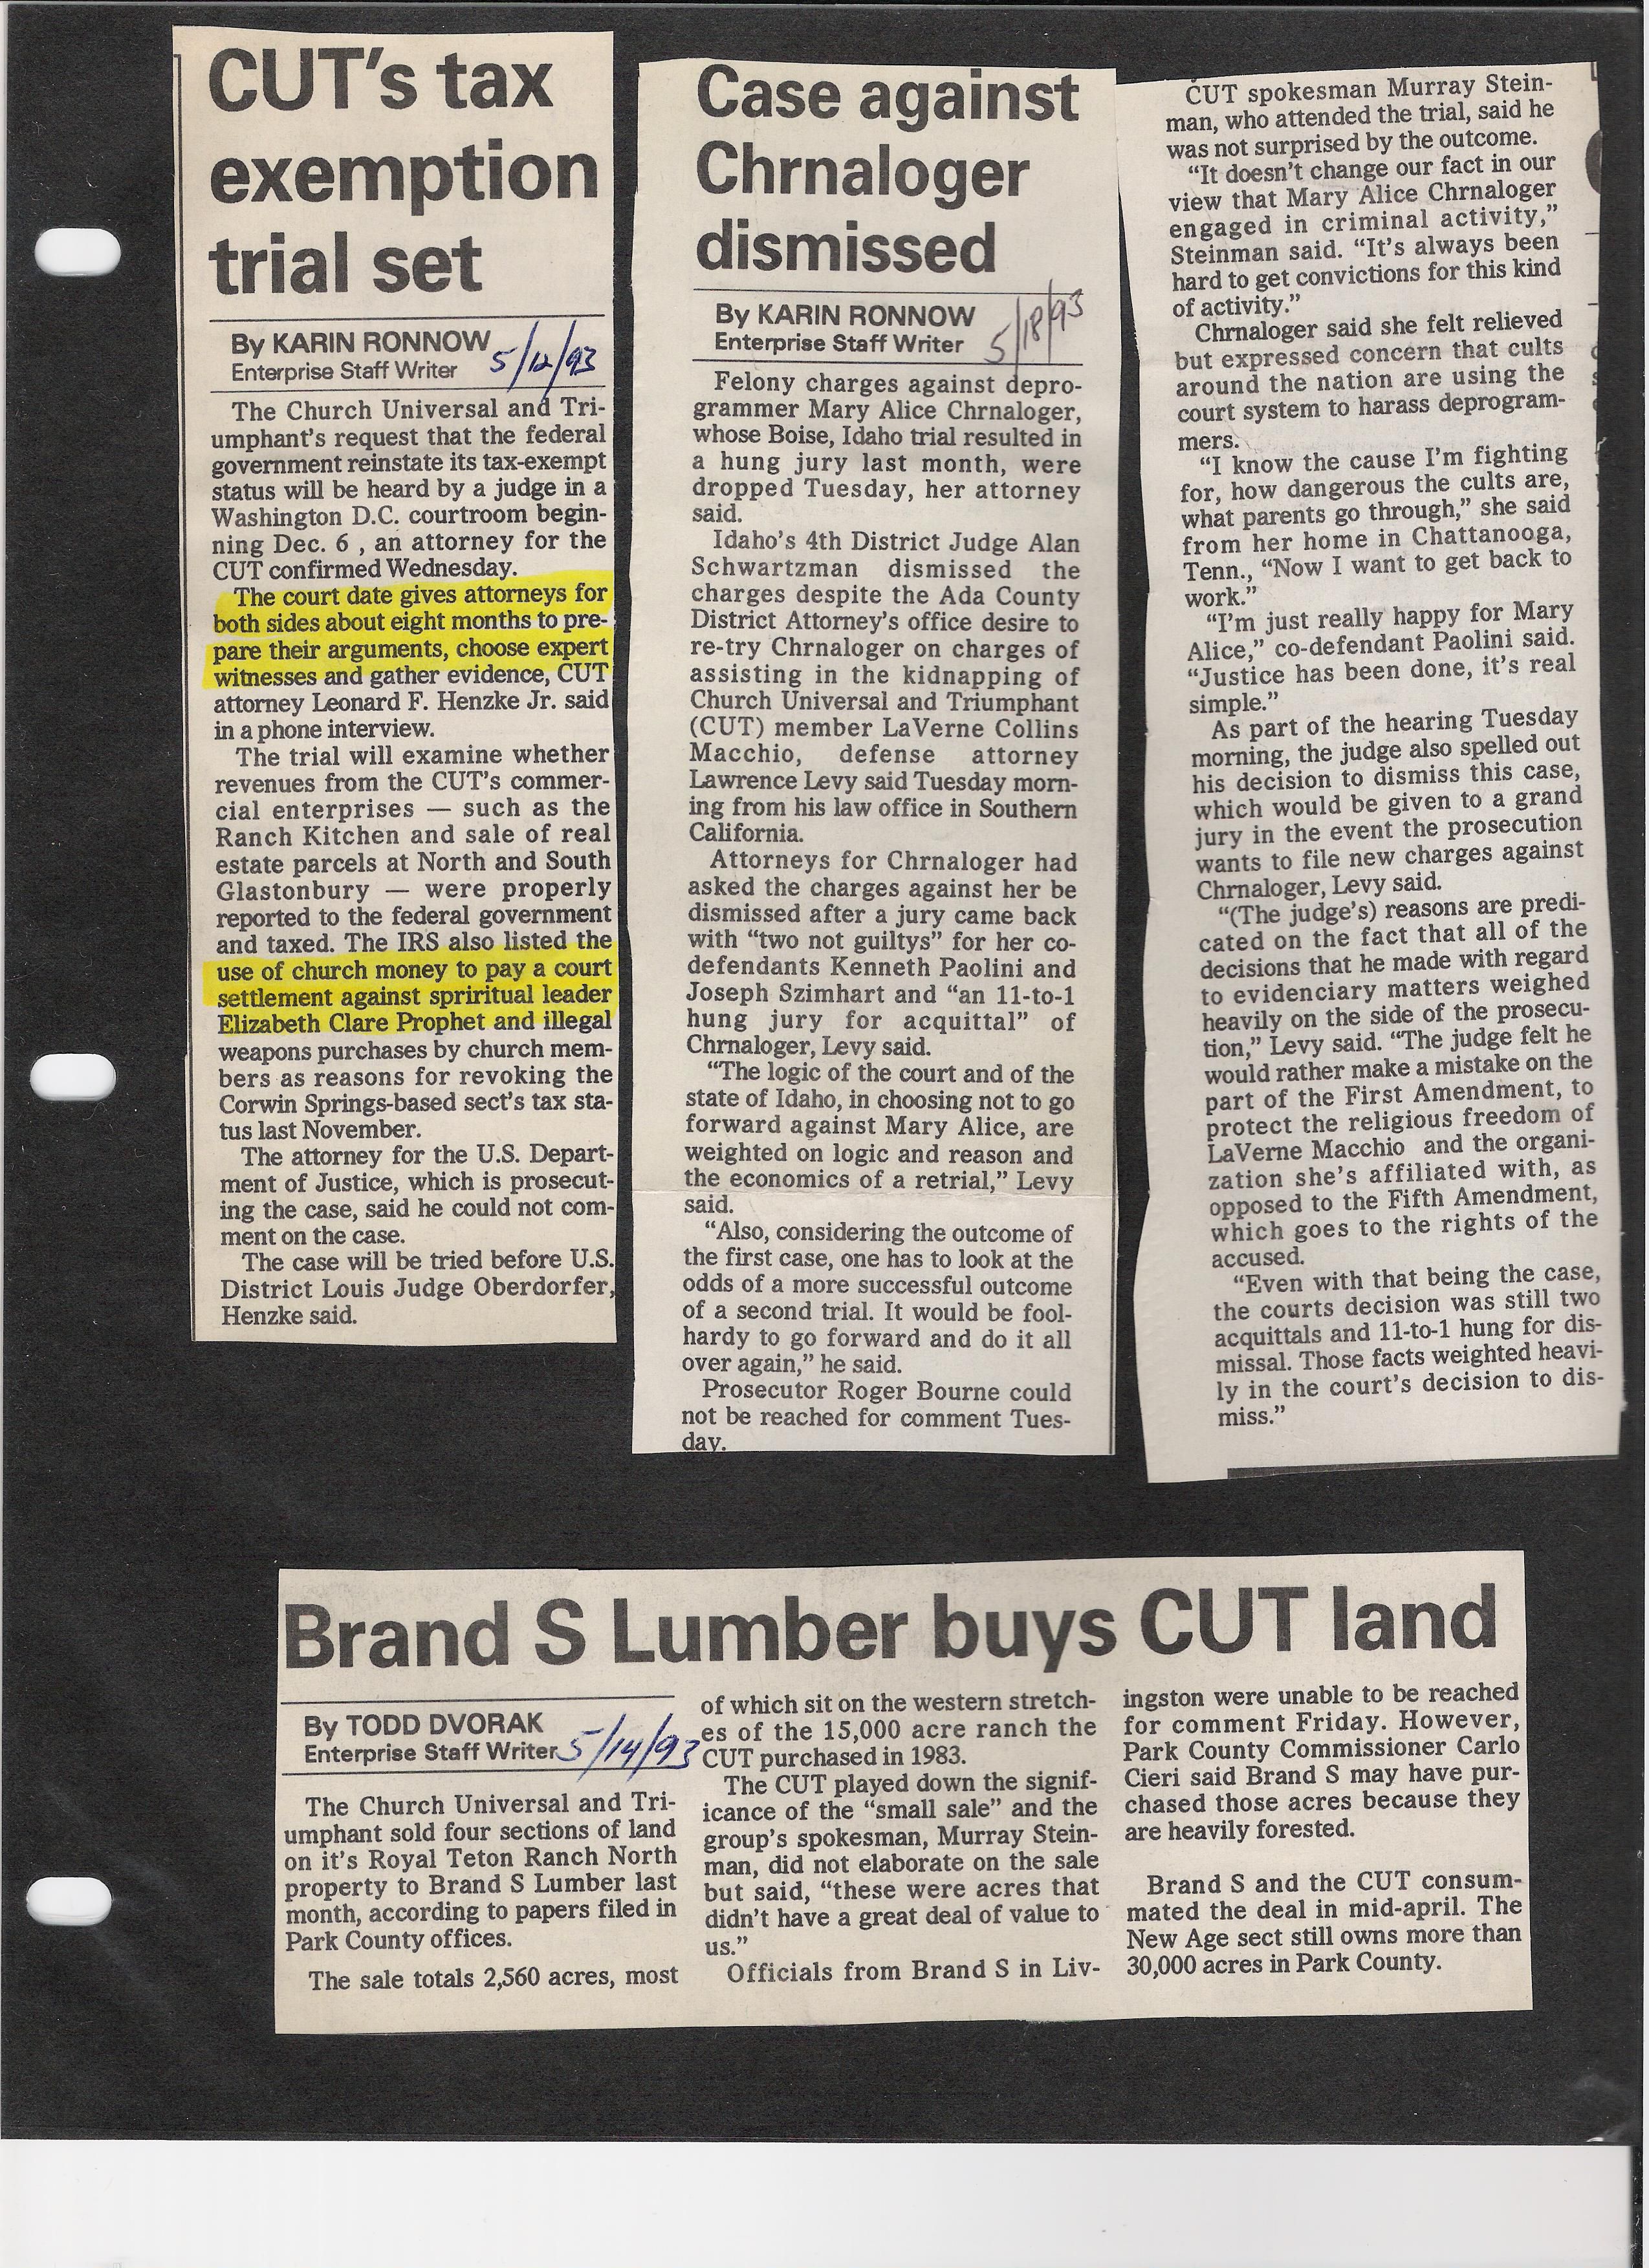 CUT's tax
exemption
trial set
By KARIN RONNOW
Enterprise Staff Writer
5/12/93
The Church Universal and Tri-
umphant's request that the federal
government reinstate its tax-exempt
status will be heard by a judge in a
Washington D.C. courtroom begin-
ning Dec. 6 , an attorney for the
CUT confirmed Wednesday.
The court date gives attorneys for
both sides about eight months to pre-
pare their arguments, choose expert
witnesses and gather evidence, CUT
attorney Leonard F. Henzke Jr. said
in a phone interview.
The trial will examine whether
revenues from the CUT's commer-
cial enterprises — such as the
Ranch Kitchen and sale of real
estate parcels at North and South
Glastonbury — were properly
reported to the federal government
and taxed. The IRS also listed the
use of church money to pay a court
settlement against spriritual leader
Elizabeth Clare Prophet and illegal
weapons purchases by church mem-
bers as reasons for revoking the
Corwin Springs-based sect's tax sta-
tus last November.
The attorney for the U.S. Depart-
ment of Justice, which is prosecut-
ing the case, said he could not com-
ment on the case.
The case will be tried before U.S.
District Louis Judge Oberdorfer,
Henzke said.
Case against
Chrnaloger
dismissed
By KARIN RONNOW
Enterprise Staff Writer
5/18/93
Felony charges against depro-
grammer Mary Alice Chrnaloger,
whose Boise, Idaho trial resulted in
a hung jury last month, were
dropped Tuesday, her attorney
said.
Idaho's 4th District Judge Alan
Schwartzman dismissed the
charges despite the Ada County
District Attorney's office desire to
re-try Chrnaloger on charges of
assisting in the kidnapping of
Church Universal and Triumphant
(CUT) member LaVerne Collins
Macchio, defense attorney
Lawrence Levy said Tuesday morn-
ing from his law office in Southern
California.
Attorneys for Chrnaloger had
asked the charges against her be
dismissed after a jury came back
with "two not guiltys" for her co-
defendants Kenneth Paolini and
Joseph Szimhart and "an 11-to-1
hung jury for acquittal" of
Chrnaloger, Levy said.
"The logic of the court and of the
state of Idaho, in choosing not to go
forward against Mary Alice, are
weighted on logic and reason and
the economics of a retrial," Levy
said.
"Also, considering the outcome of
the first case, one has to look at the
odds of a more successful outcome
of a second trial. It would be fool-
hardy to go forward and do it all
over again," he said.
Prosecutor Roger Bourne could
not be reached for comment Tues-
day.
CUT spokesman Murray Stein-
man, who attended the trial, said he
was not surprised by the outcome.
"It doesn't change our fact in our
view that Mary Alice Chrnaloger
engaged in criminal activity,"
Steinman said. "It's always been
hard to get convictions for this kind
of activity."
Chrnaloger said she felt relieved
but expressed concern that cults
around the nation are using the
court system to harass deprogram-
mers.
"I know the cause I'm fighting
for, how dangerous the cults are,
what parents go through," she said
from her home in Chattanooga,
Tenn., "Now I want to get back to
work."
"I'm just really happy for Mary
Alice," co-defendant Paolini said.
"Justice has been done, it's real
simple."
As part of the hearing Tuesday
morning, the judge also spelled out
his decision to dismiss this case,
which would be given to a grand
jury in the event the prosecution
wants to file new charges against
Chrnaloger, Levy said.
"(The judge's) reasons are predi-
cated on the fact that all of the
decisions that he made with regard
to evidenciary matters weighed
heavily on the side of the prosecu-
tion," Levy said. "The judge felt he
would rather make a mistake on the
part of the First Amendment, to
protect the religious freedom of
LaVerne Macchio and the organi-
zation she's affiliated with, as
opposed to the Fifth Amendment,
which goes to the rights of the
accused.
"Even with that being the case,
the courts decision was still two
acquittals and 11-to-1 hung for dis-
missal. Those facts weighted heavi-
ly in the court's decision to dis-
miss."
Brand S Lumber buys CUT land
By TODD DVORAK
Enterprise Staff Writer
5/14/93
The Church Universal and Tri-
umphant sold four sections of land
on it's Royal Teton Ranch North
property to Brand S Lumber last
month, according to papers filed in
Park County offices.
The sale totals 2,560 acres, most
of which sit on the western stretch-
es of the 15,000 acre ranch the
CUT purchased in 1983.
The CUT played down the signif-
icance of the "small sale" and the
group's spokesman, Murray Stein-
man, did not elaborate on the sale
but said, "these were acres that
didn't have a great deal of value to
us."
Officials from Brand S in Liv-
ingston were unable to be reached
for comment Friday. However,
Park County Commissioner Carlo
Cieri said Brand S may have pur-
chased those acres because they
are heavily forested.
Brand S and the CUT consum-
mated the deal in mid-april. The
New Age sect still owns more than
30,000 acres in Park County.